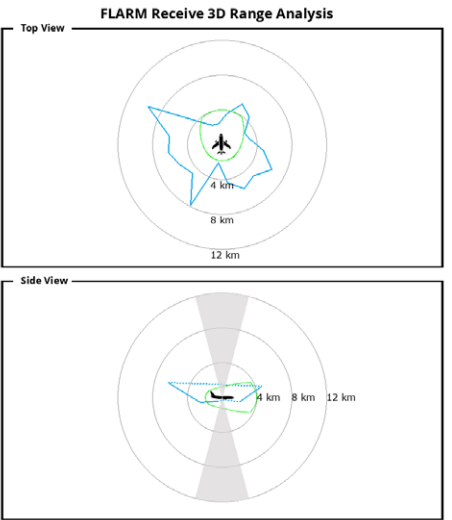 FLARM Receive 3D Range Analysis
Top View
4 km
8 km
12 km
Side View
4 km 8 km 12 km